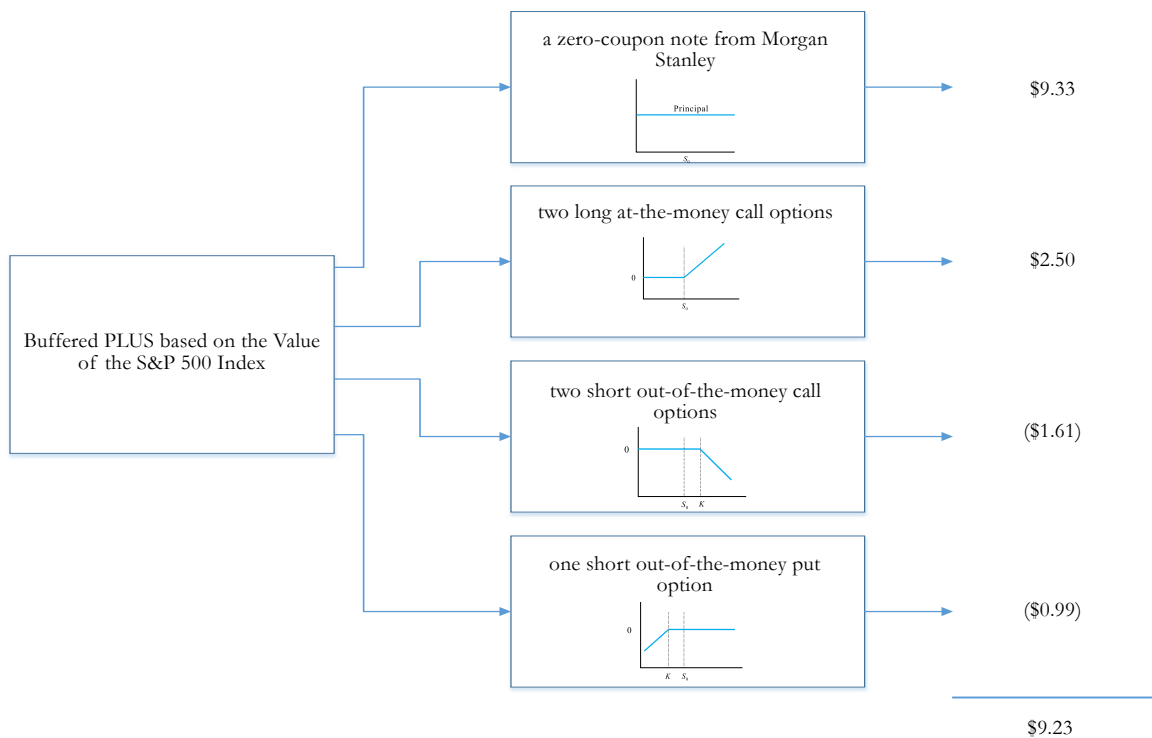 a zero-coupon note from Morgan
Stanley
Principal
S₀
$9.33
two long at-the-money call options
0
S₀
$2.50
Buffered PLUS based on the Value
of the S&P 500 Index
two short out-of-the-money call
options
0
S₀ K
($1.61)
one short out-of-the-money put
option
0
K S₀
($0.99)
$9.23